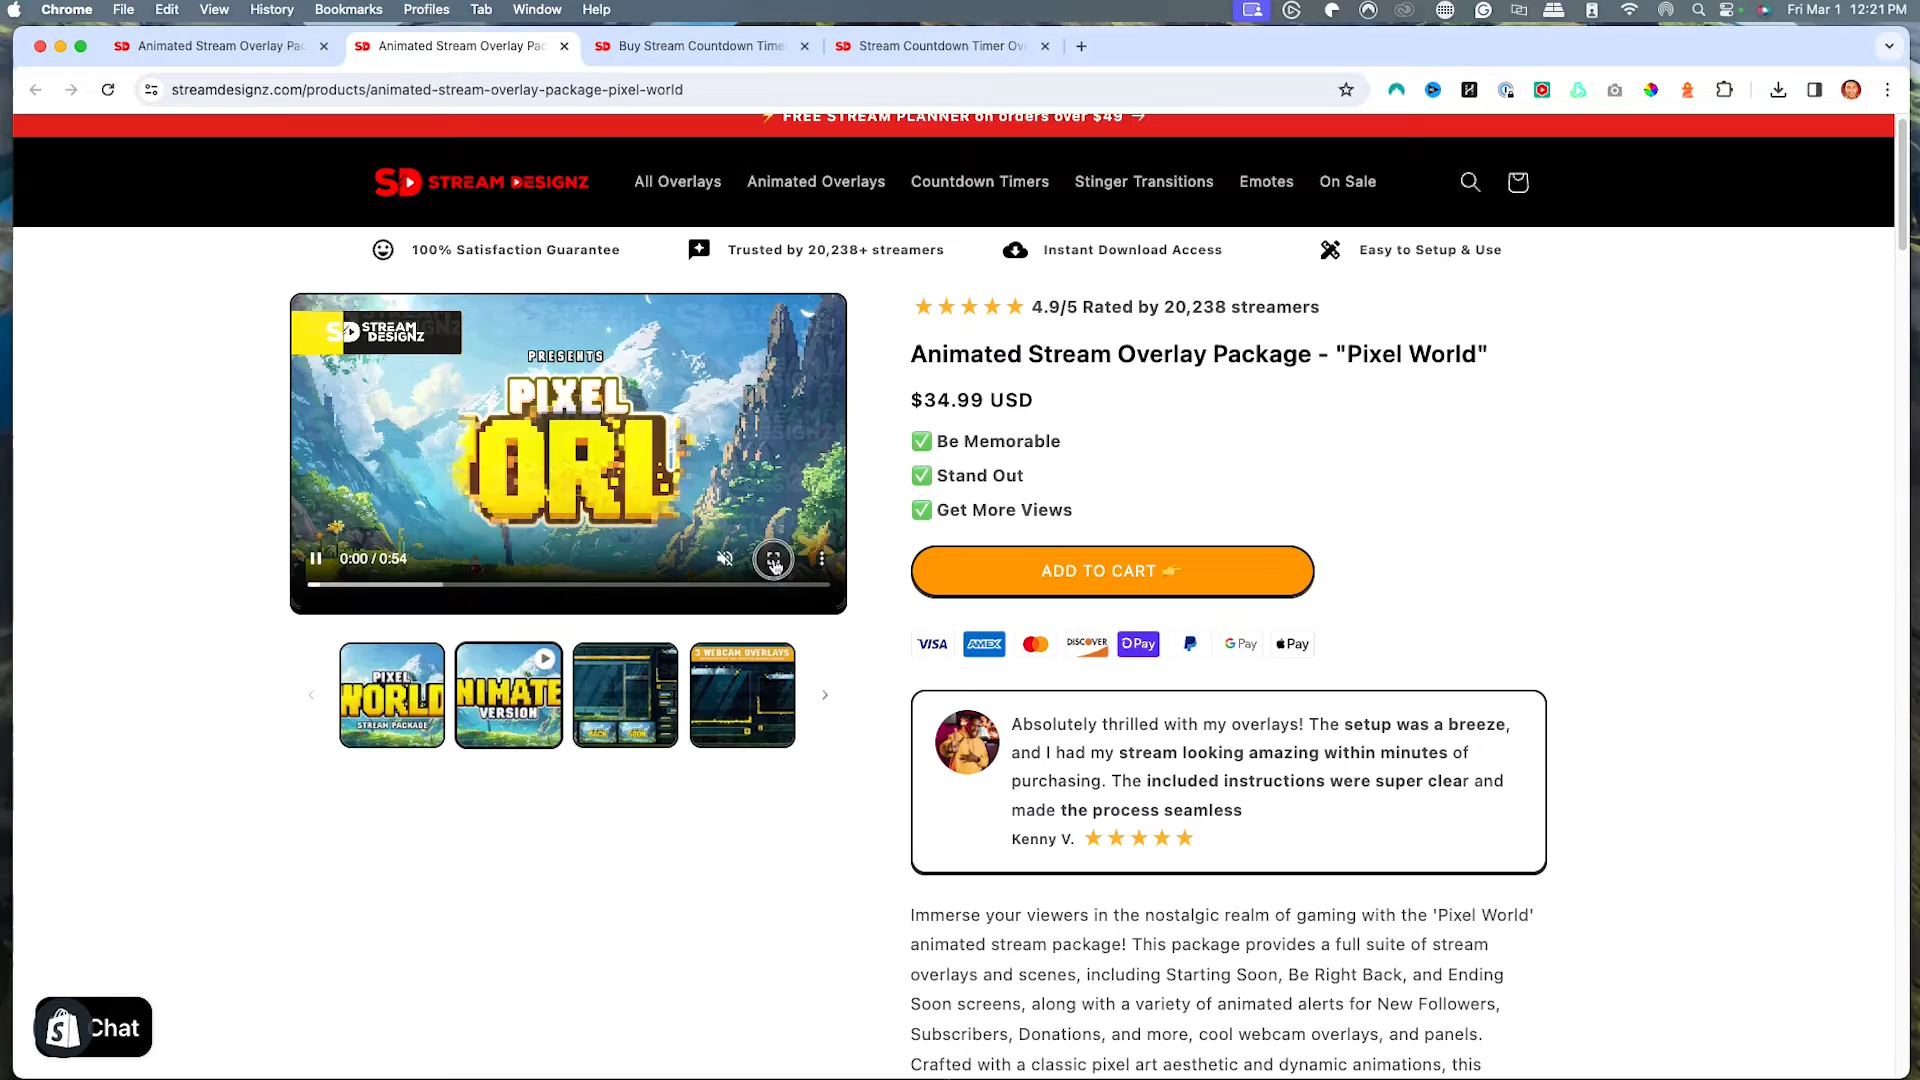 Chrome File Edit View History Bookmarks Profiles Tab Window Help Fri Mar 1 12:21 PM
Animated Stream Overlay Pac Animated Stream Overlay Pac Buy Stream Countdown Time Stream Countdown Timer Ov
streamdesignz.com/products/animated-stream-overlay-package-pixel-world
⚡ FREE STREAM PLANNER on orders over $49 →
SD STREAM DESIGNZ All Overlays Animated Overlays Countdown Timers Stinger Transitions Emotes On Sale
100% Satisfaction Guarantee Trusted by 20,238+ streamers Instant Download Access Easy to Setup & Use
SD STREAM DESIGNZ
PRESENTS
PIXEL
ORL
0:00 / 0:54
PIXEL
WORLD
STREAM PACKAGE
NIMATE
VERSION
BACK SOON
3 WEBCAM OVERLAYS
★★★★★ 4.9/5 Rated by 20,238 streamers
Animated Stream Overlay Package - "Pixel World"
$34.99 USD
✅ Be Memorable
✅ Stand Out
✅ Get More Views
ADD TO CART 👉
VISA AMEX DISCOVER Pay G Pay Pay
Absolutely thrilled with my overlays! The setup was a breeze,
and I had my stream looking amazing within minutes of
purchasing. The included instructions were super clear and
made the process seamless
Kenny V. ★★★★★
Immerse your viewers in the nostalgic realm of gaming with the 'Pixel World'
animated stream package! This package provides a full suite of stream
overlays and scenes, including Starting Soon, Be Right Back, and Ending
Soon screens, along with a variety of animated alerts for New Followers,
Subscribers, Donations, and more, cool webcam overlays, and panels.
Crafted with a classic pixel art aesthetic and dynamic animations, this
Chat